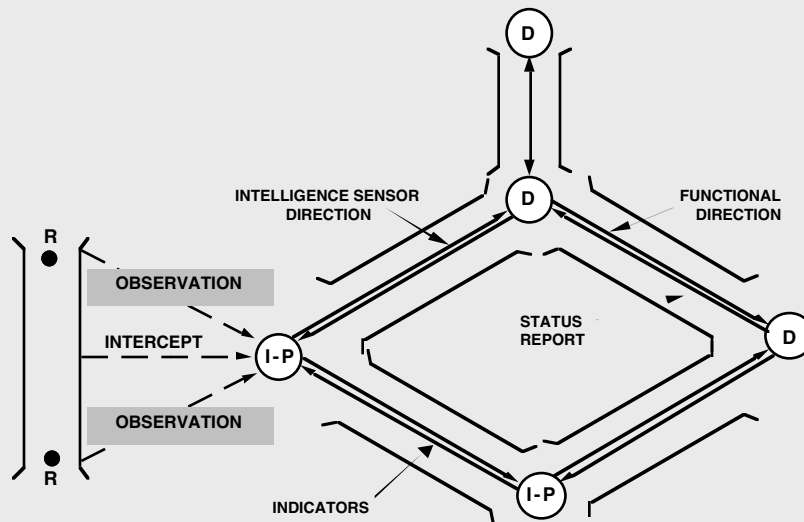 D
INTELLIGENCE SENSOR
DIRECTION
D
FUNCTIONAL
DIRECTION
R
OBSERVATION
INTERCEPT
I-P
STATUS
REPORT
D
OBSERVATION
R
INDICATORS
I-P